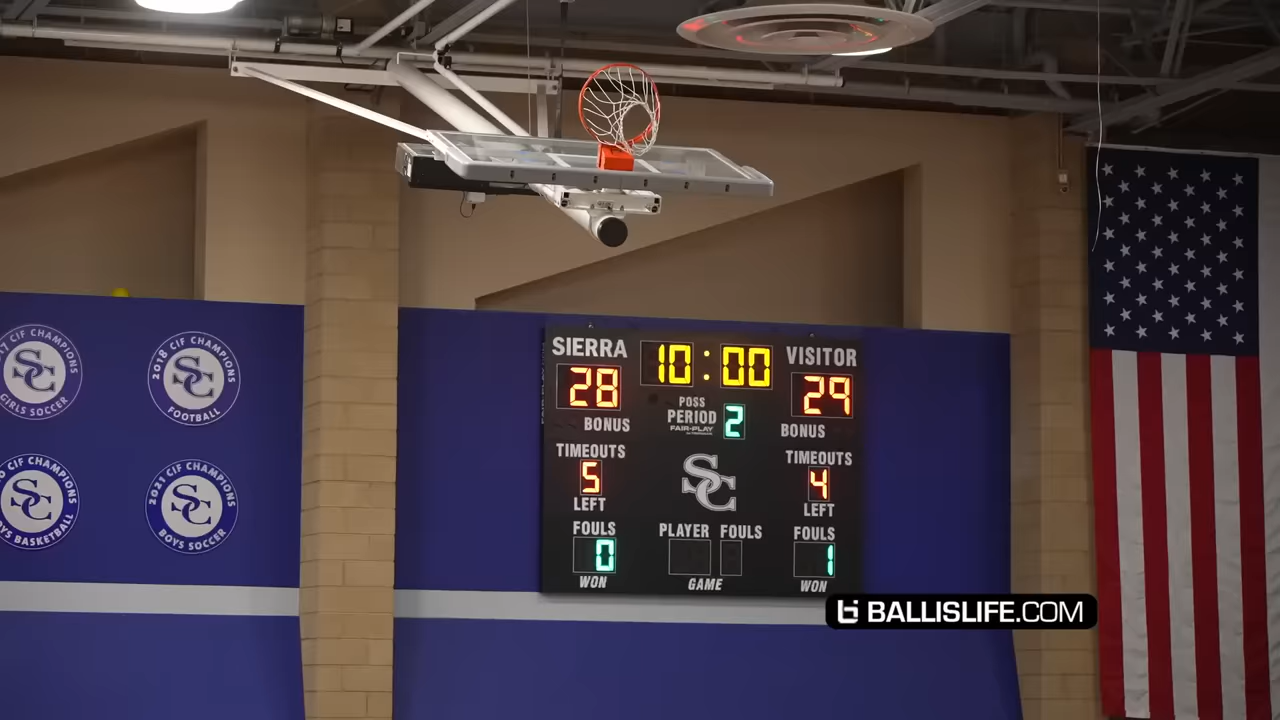 SIERRA 10:00 VISITOR
28 29
POSS
PERIOD 2
FAIR-PLAY
BONUS BONUS
TIMEOUTS TIMEOUTS
5 4
LEFT LEFT
SC
FOULS PLAYER FOULS FOULS
0 1
WON GAME WON
CIF CHAMPIONS
SC
GIRLS SOCCER
2018 CIF CHAMPIONS
SC
FOOTBALL
CIF CHAMPIONS
SC
BOYS BASKETBALL
2021 CIF CHAMPIONS
SC
BOYS SOCCER
BALLISLIFE.COM